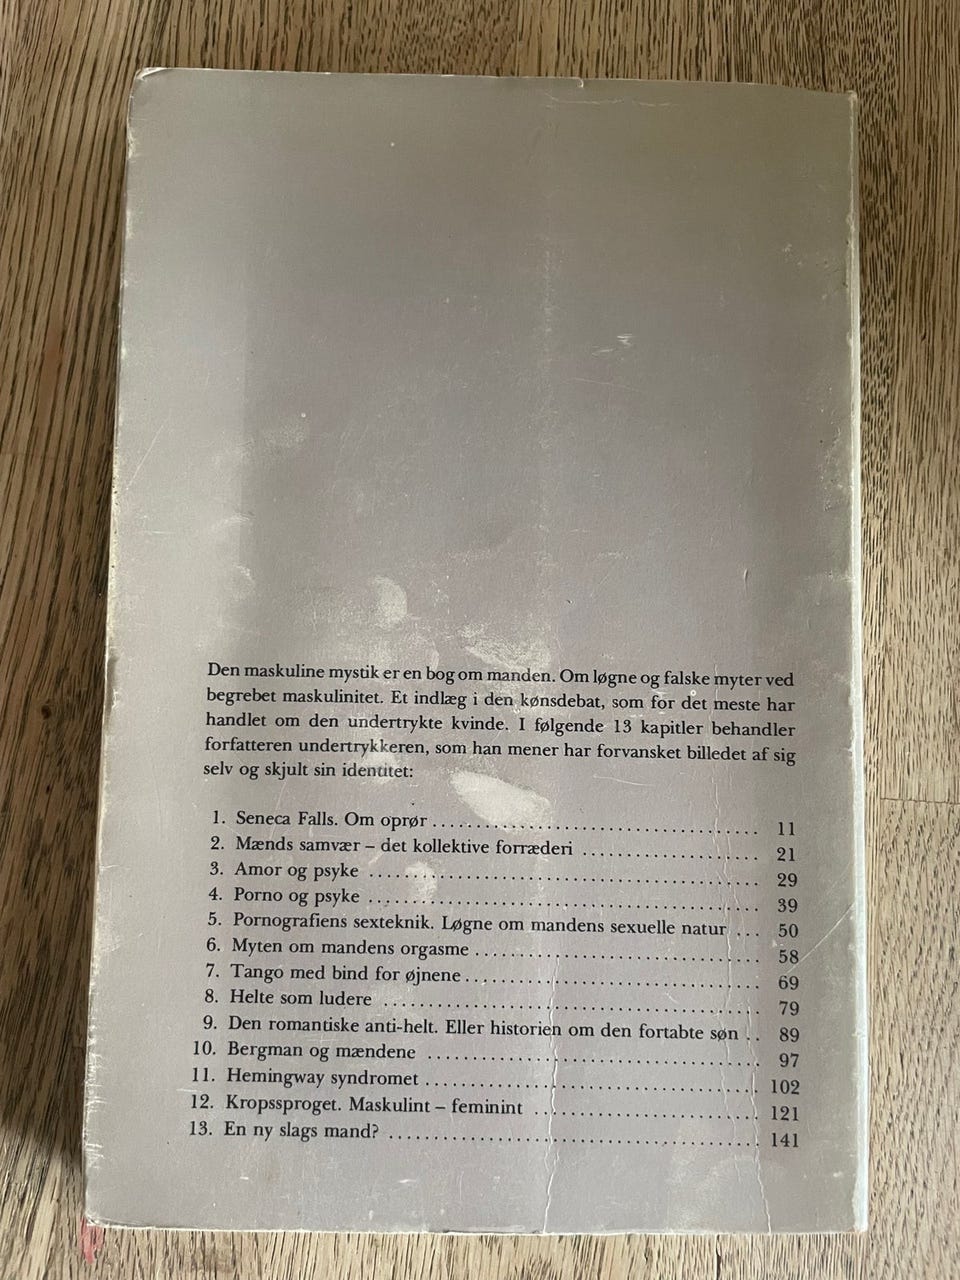 Den maskuline mystik er en bog om manden. Om løgne og falske myter ved
begrebet maskulinitet. Et indlæg i den kønsdebat, som for det meste har
handlet om den undertrykte kvinde. I følgende 13 kapitler behandler
forfatteren undertrykkeren, som han mener har forvansket billedet af sig
selv og skjult sin identitet:
1. Seneca Falls. Om oprør .................................... 11
2. Mænds samvær – det kollektive forræderi .................... 21
3. Amor og psyke .................................... 29
4. Porno og psyke .................................... 39
5. Pornografiens sexteknik. Løgne om mandens sexuelle natur ... 50
6. Myten om mandens orgasme .............................. 58
7. Tango med bind for øjnene .............................. 69
8. Helte som ludere .................................... 79
9. Den romantiske anti-helt. Eller historien om den fortabte søn .. 89
10. Bergman og mændene .................................... 97
11. Hemingway syndromet .................................... 102
12. Kropssproget. Maskulint – feminint ........................ 121
13. En ny slags mand? .................................... 141